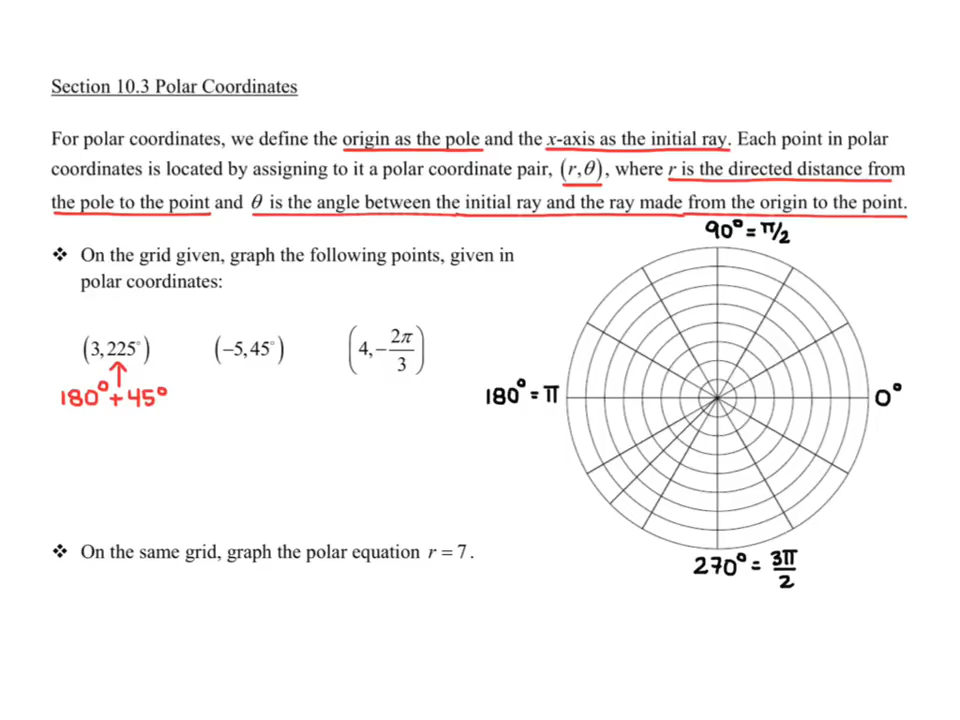 Section 10.3 Polar Coordinates
For polar coordinates, we define the origin as the pole and the x-axis as the initial ray. Each point in polar
coordinates is located by assigning to it a polar coordinate pair, (r,θ), where r is the directed distance from
the pole to the point and θ is the angle between the initial ray and the ray made from the origin to the point.
90° = π/2
❖ On the grid given, graph the following points, given in
polar coordinates:
(3, 225°) (−5, 45°) (4, −2π/3)
180° + 45°
180° = π
0°
❖ On the same grid, graph the polar equation r = 7.
270° = 3π/2